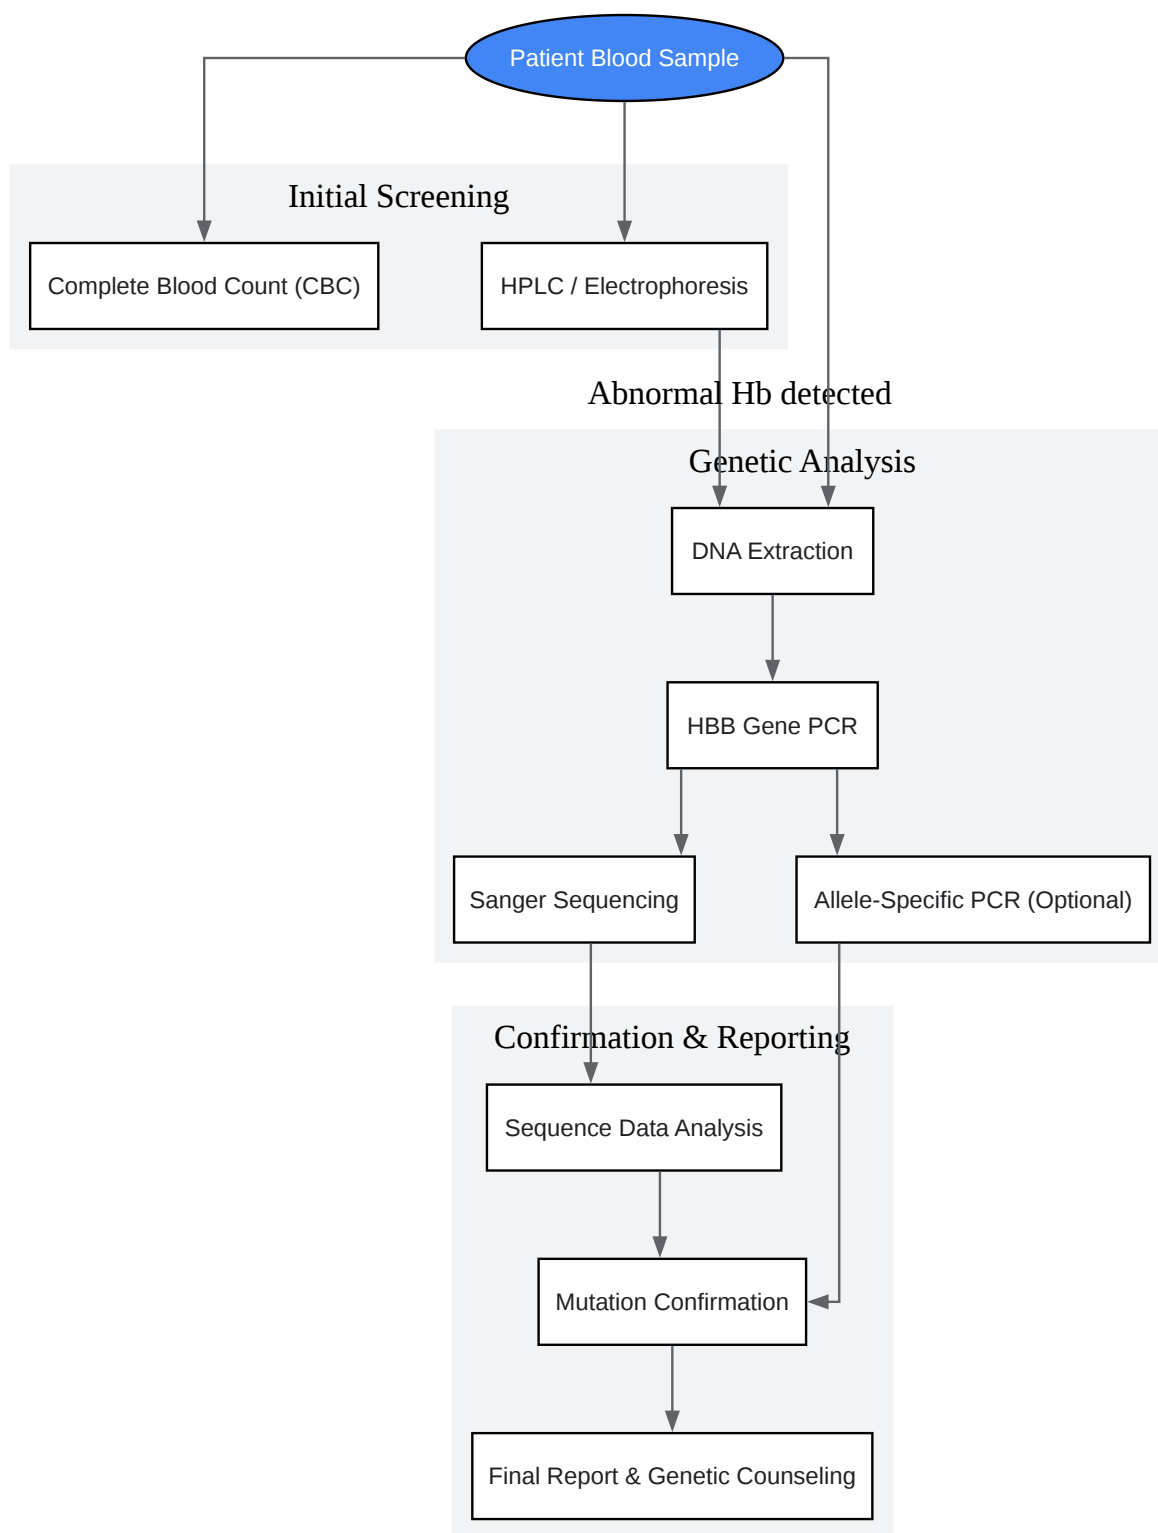 Patient Blood Sample
Initial Screening
Complete Blood Count (CBC)
HPLC / Electrophoresis
Abnormal Hb detected
Genetic Analysis
DNA Extraction
HBB Gene PCR
Sanger Sequencing
Allele-Specific PCR (Optional)
Confirmation & Reporting
Sequence Data Analysis
Mutation Confirmation
Final Report & Genetic Counseling